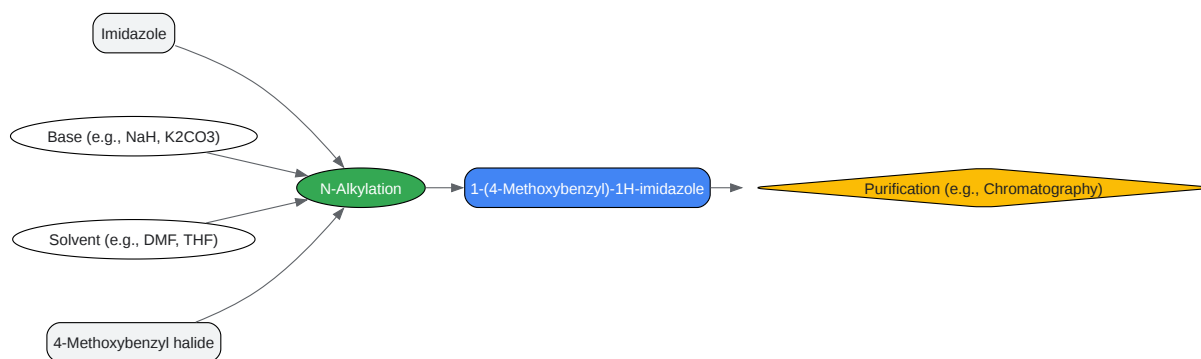 Imidazole
Base (e.g., NaH, K2CO3)
N-Alkylation
1-(4-Methoxybenzyl)-1H-imidazole
Purification (e.g., Chromatography)
Solvent (e.g., DMF, THF)
4-Methoxybenzyl halide